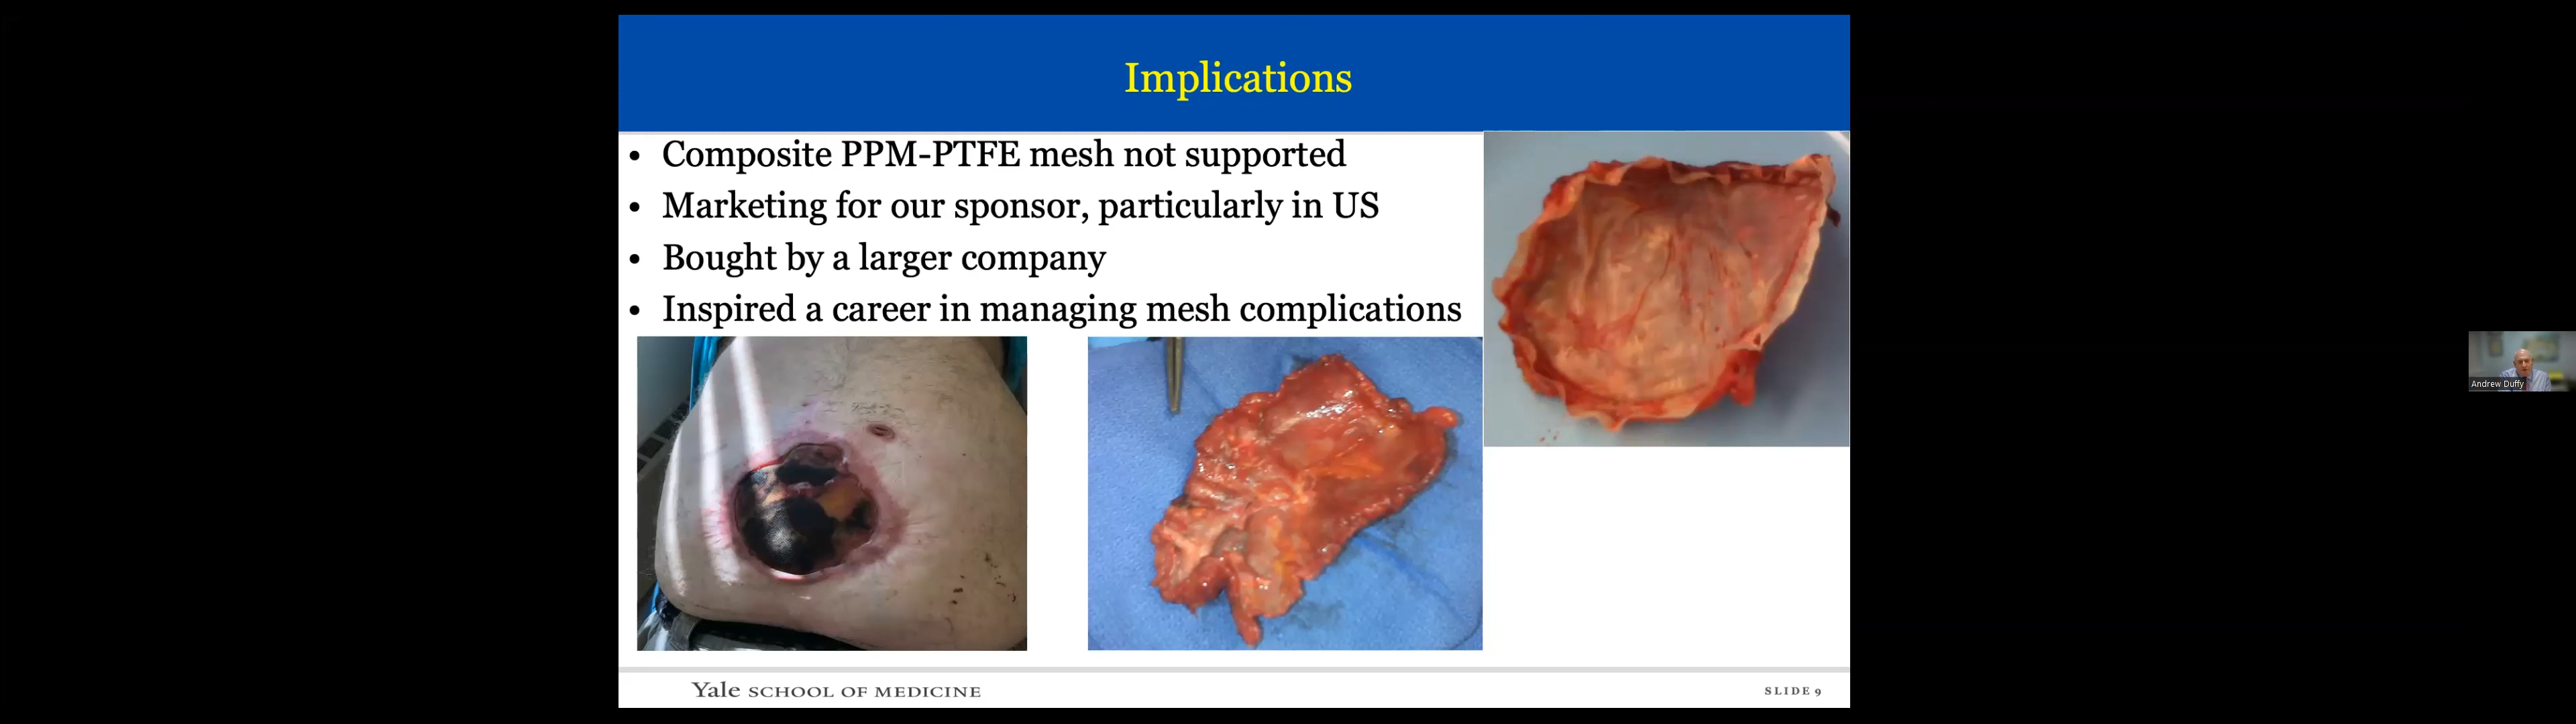 Implications
• Composite PPM-PTFE mesh not supported
• Marketing for our sponsor, particularly in US
• Bought by a larger company
• Inspired a career in managing mesh complications
Andrew Duffy
Yale SCHOOL OF MEDICINE
SLIDE 9